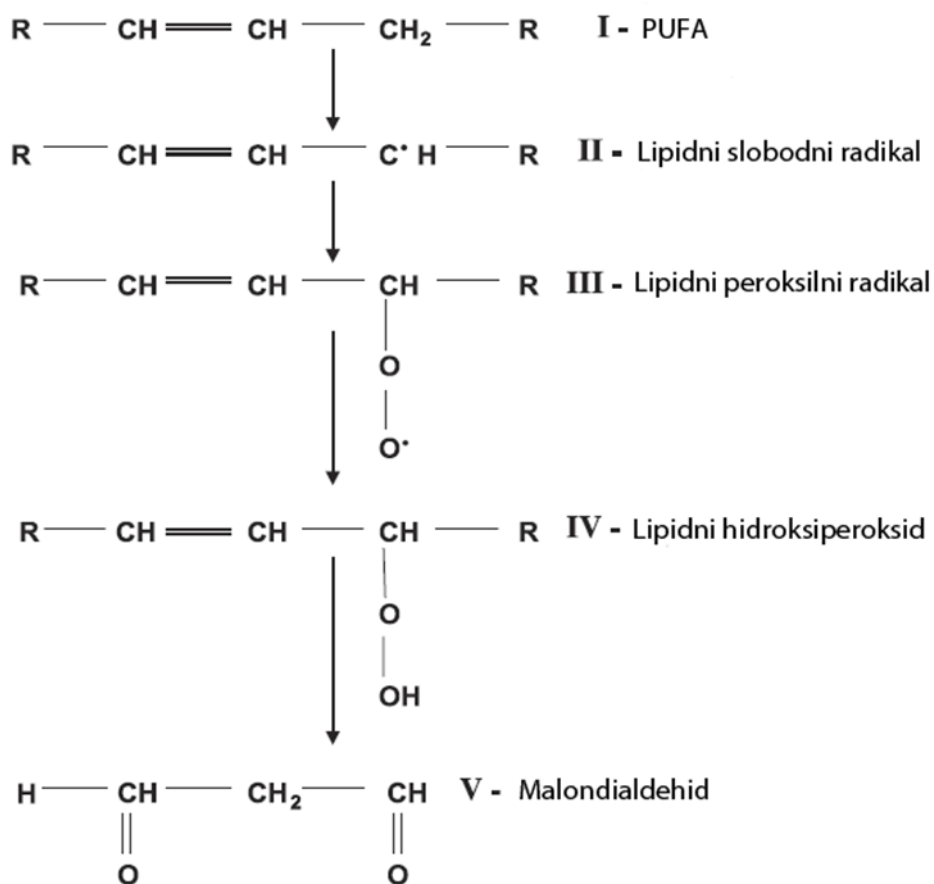 R CH CH CH₂ R I - PUFA
R CH CH C• H R II - Lipidni slobodni radikal
R CH CH CH R III - Lipidni peroksilni radikal
O
O•
R CH CH CH R IV - Lipidni hidroksiperoksid
O
OH
H CH CH₂ CH V - Malondialdehid
O O